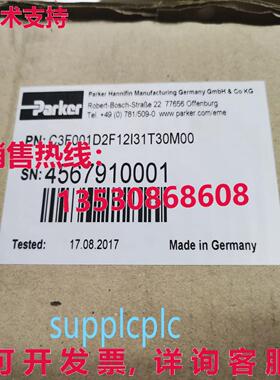 术支持
Parker Hannifin Manufacturing Germany GmbH & Co KG
Robert-Bosch-Straße 22 77656 Offenburg
Tel +49 (0) 781/509-0 www.parker.com/eme
Parker
PN: C3F001D2F12I31T30M00
销售热线:
SN: 4567910001
13530868608
Tested: 17.08.2017 Made in Germany
supplcplc
可开发票,详情咨询客服